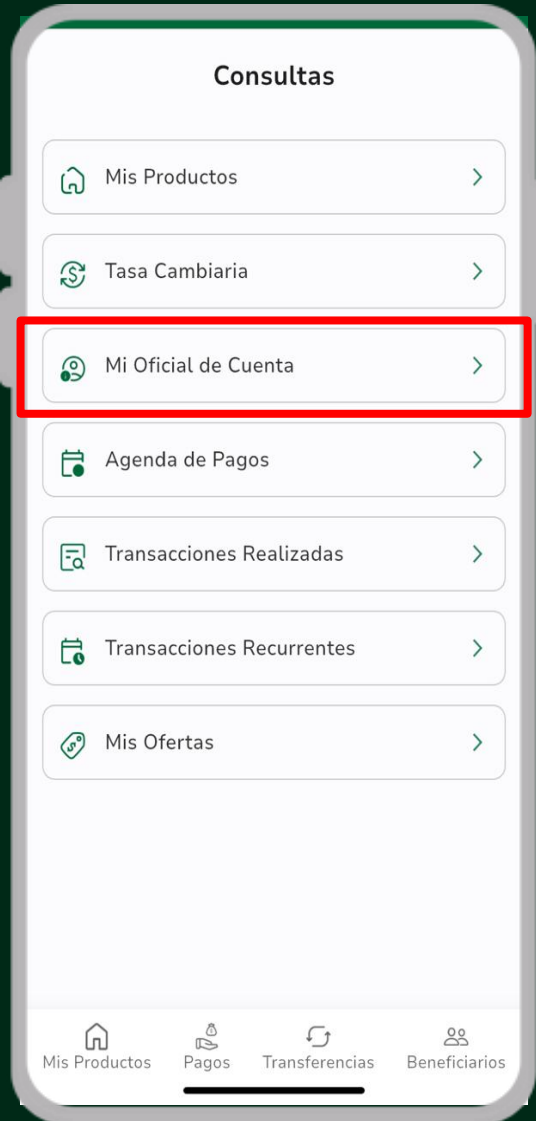 Consultas
Mis Productos
Tasa Cambiaria
Mi Oficial de Cuenta
Agenda de Pagos
Transacciones Realizadas
Transacciones Recurrentes
Mis Ofertas
Mis Productos Pagos Transferencias Beneficiarios